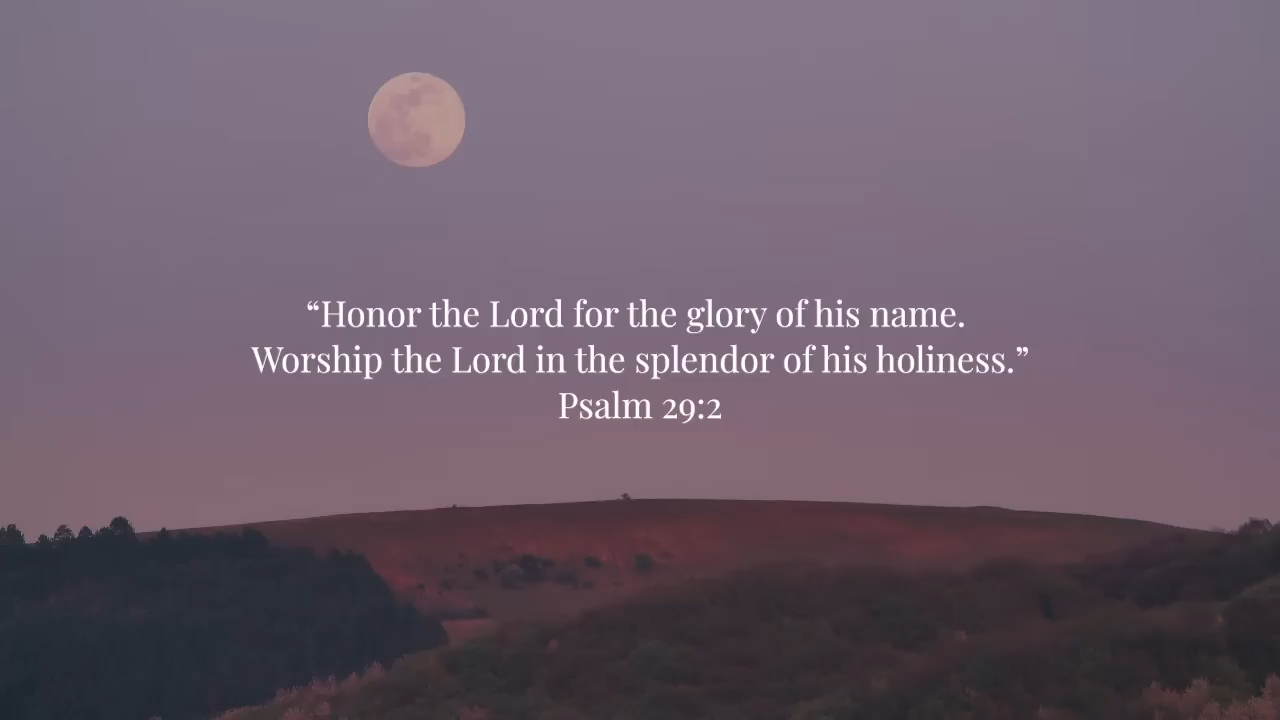 “Honor the Lord for the glory of his name.
Worship the Lord in the splendor of his holiness.”
Psalm 29:2